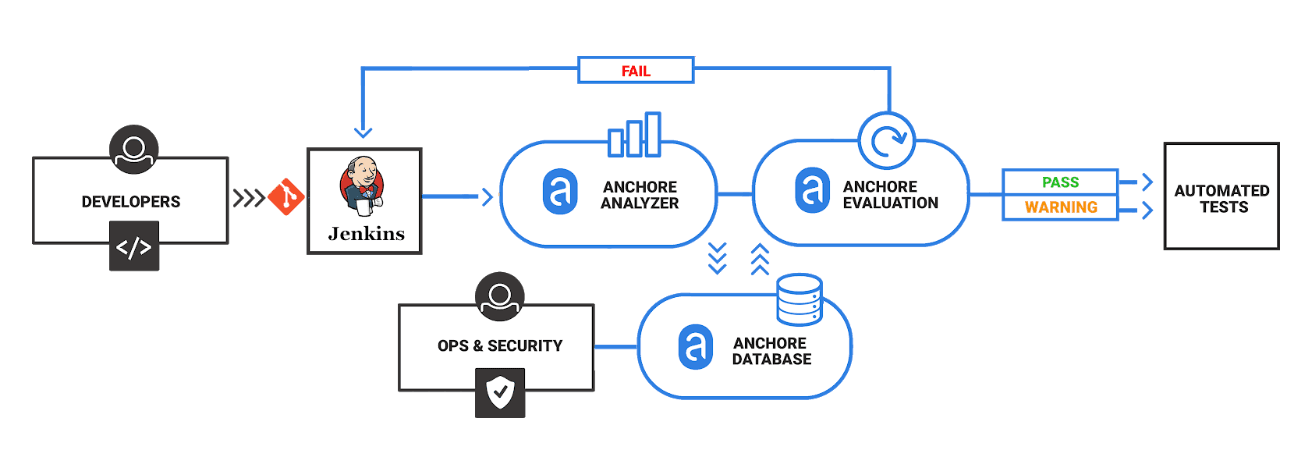 FAIL
DEVELOPERS
</>
Jenkins
ANCHORE
ANALYZER
ANCHORE
EVALUATION
PASS
WARNING
AUTOMATED
TESTS
OPS & SECURITY
ANCHORE
DATABASE